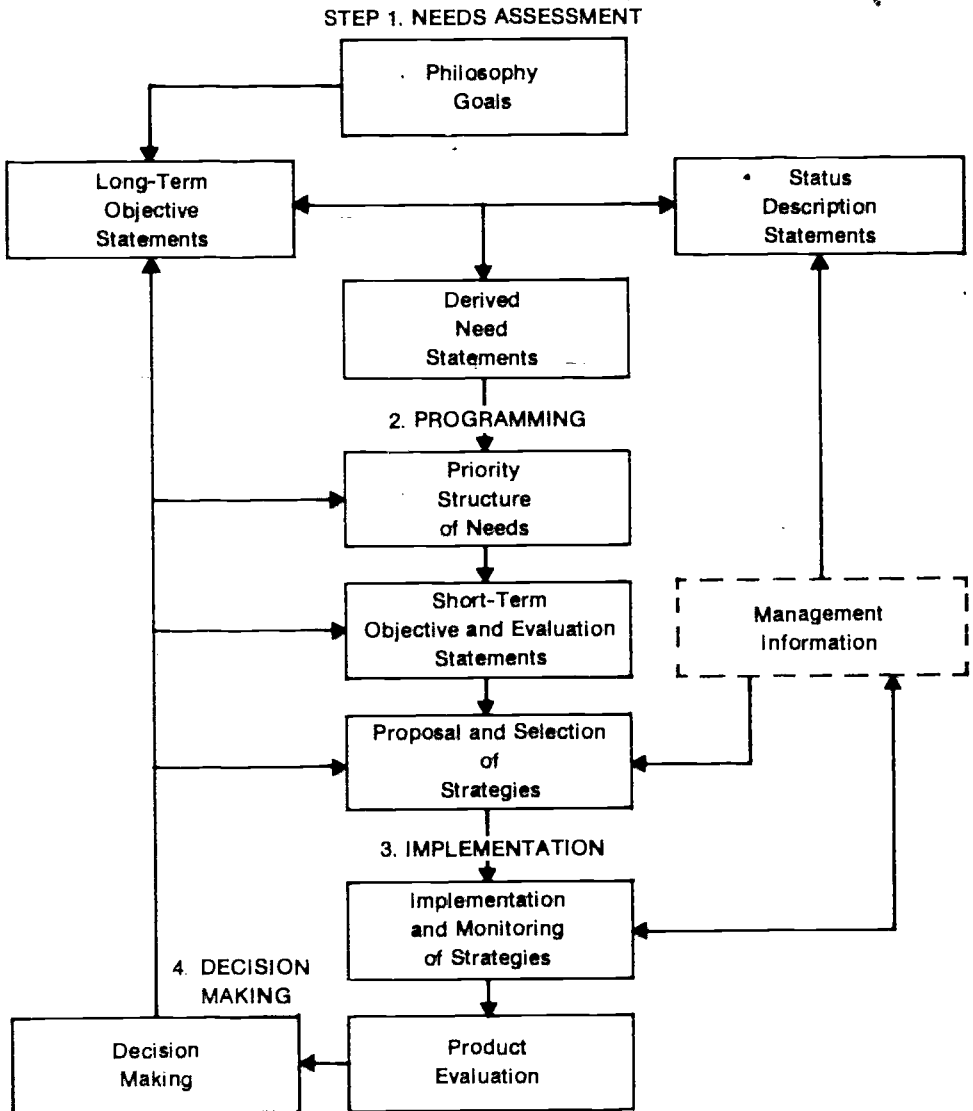 STEP 1. NEEDS ASSESSMENT
Philosophy
Goals
Long-Term
Objective
Statements
Status
Description
Statements
Derived
Need
Statements
2. PROGRAMMING
Priority
Structure
of Needs
Short-Term
Objective and Evaluation
Statements
Management
Information
Proposal and Selection
of
Strategies
3. IMPLEMENTATION
Implementation
and Monitoring
of Strategies
4. DECISION
MAKING
Decision
Making
Product
Evaluation